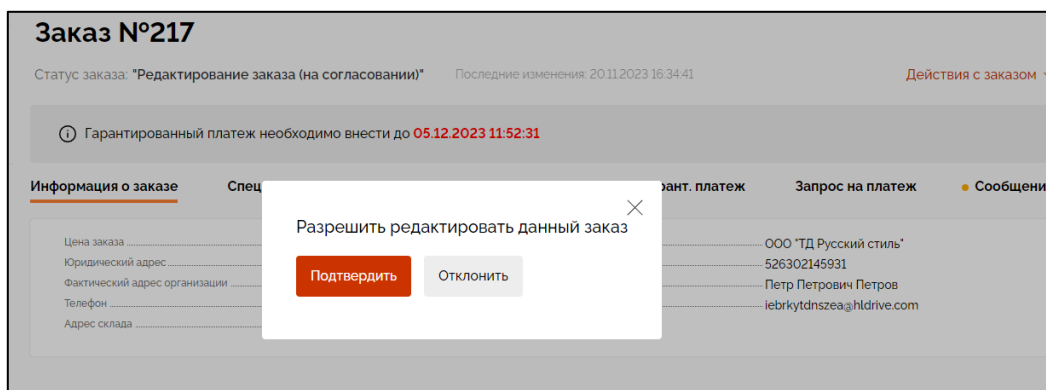 Заказ №217
Статус заказа: "Редактирование заказа (на согласовании)" Последние изменения: 20.11.2023 16:34:41 Действия с заказом
Гарантированный платеж необходимо внести до 05.12.2023 11:52:31
Информация о заказе Спец рант. платеж Запрос на платеж Сообщени
Разрешить редактировать данный заказ
Подтвердить Отклонить
Цена заказа ООО "ТД Русский стиль"
Юридический адрес 526302145931
Фактический адрес организации Петр Петрович Петров
Телефон iebrkytdnszea@hldrive.com
Адрес склада